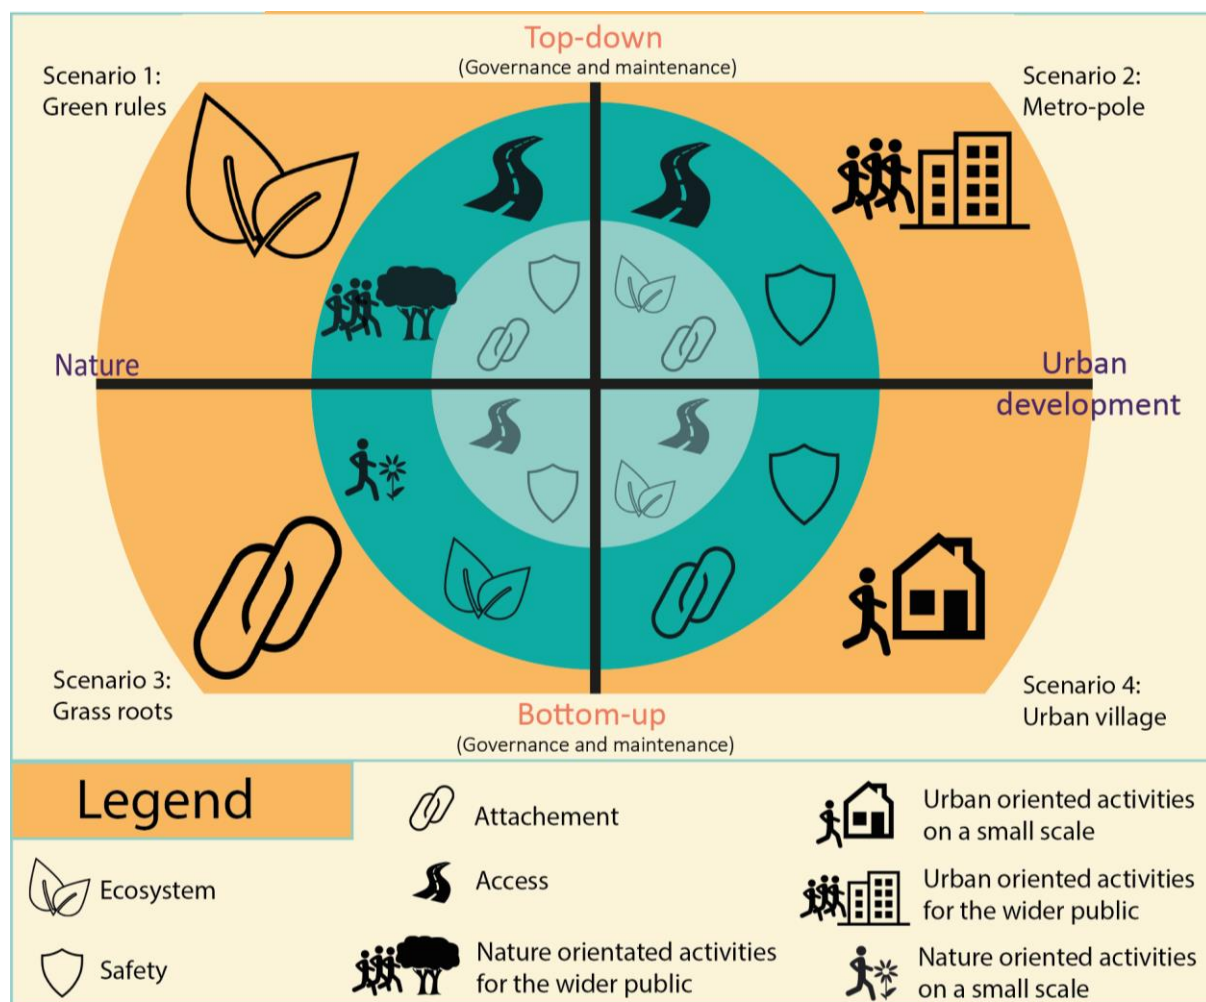 Top-down
(Governance and maintenance)
Scenario 1:
Green rules
Scenario 2:
Metro-pole
Nature
Urban
development
Scenario 3:
Grass roots
Scenario 4:
Urban village
Bottom-up
(Governance and maintenance)
Legend
Ecosystem
Safety
Attachement
Access
Nature orientated activities
for the wider public
Urban oriented activities
on a small scale
Urban oriented activities
for the wider public
Nature oriented activities
on a small scale